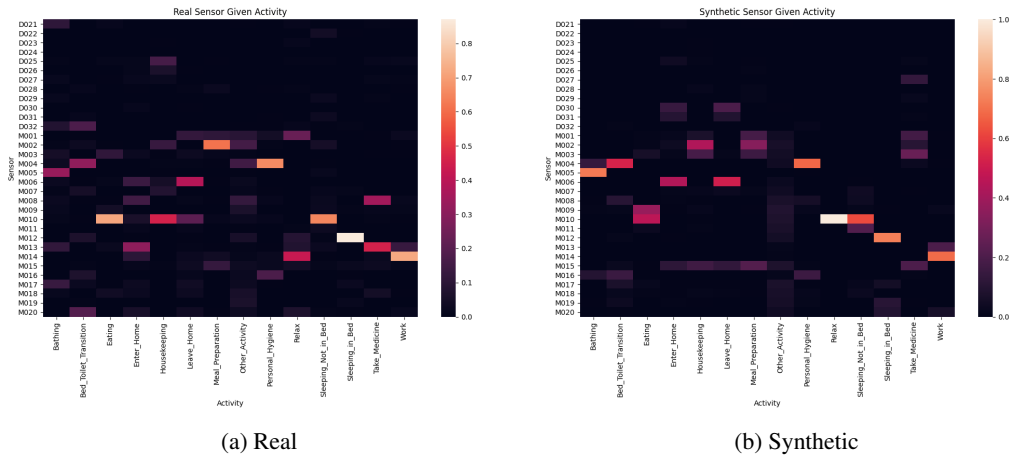 Real Sensor Given Activity
D021
D022
D023
D024
D025
D026
D027
D028
D029
D030
D031
D032
M001
M002
M003
M004
M005
M006
M007
M008
M009
M010
M011
M012
M013
M014
M015
M016
M017
M018
M019
M020
Sensor
Bathing
Bed_Toilet_Transition
Eating
Enter_Home
Housekeeping
Leave_Home
Meal_Preparation
Other_Activity
Personal_Hygiene
Relax
Sleeping_Not_in_Bed
Sleeping_in_Bed
Take_Medicine
Work
Activity
0.8
0.7
0.6
0.5
0.4
0.3
0.2
0.1
0.0
(a) Real
Synthetic Sensor Given Activity
D021
D022
D023
D024
D025
D026
D027
D028
D029
D030
D031
D032
M001
M002
M003
M004
M005
M006
M007
M008
M009
M010
M011
M012
M013
M014
M015
M016
M017
M018
M019
M020
Sensor
Bathing
Bed_Toilet_Transition
Eating
Enter_Home
Housekeeping
Leave_Home
Meal_Preparation
Other_Activity
Personal_Hygiene
Relax
Sleeping_Not_in_Bed
Sleeping_in_Bed
Take_Medicine
Work
Activity
1.0
0.8
0.6
0.4
0.2
0.0
(b) Synthetic